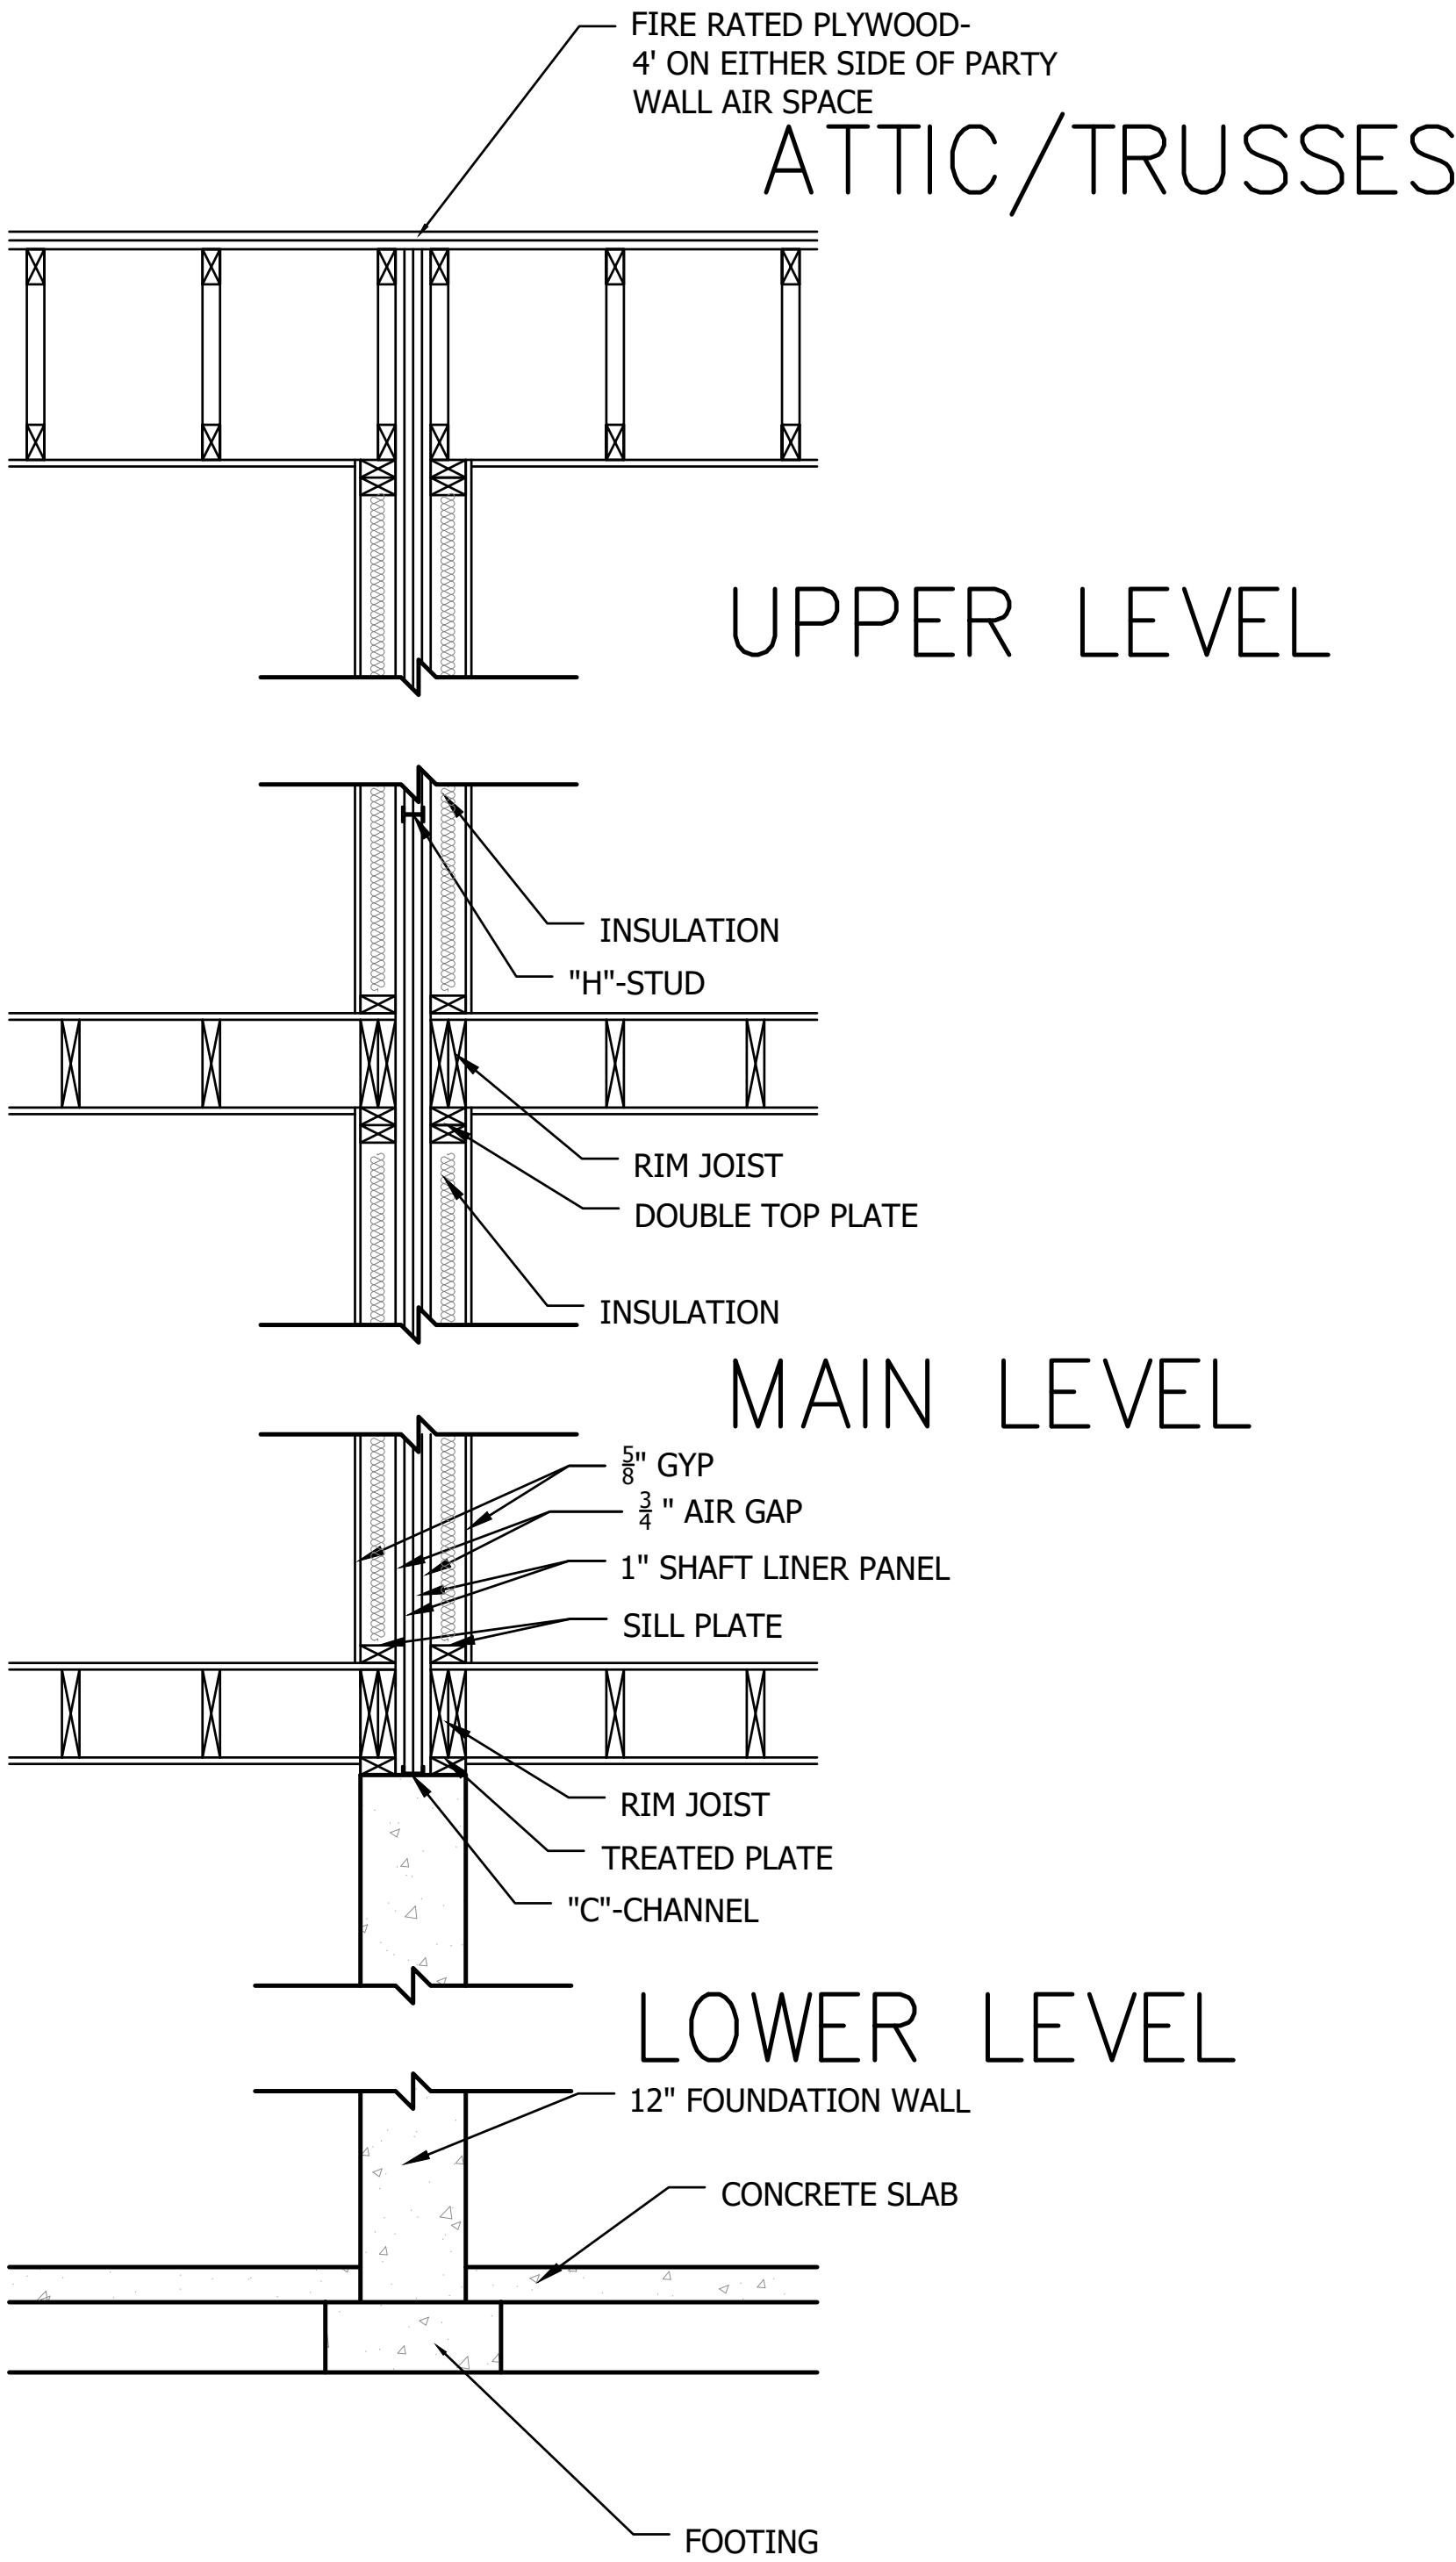 FIRE RATED PLYWOOD-
4' ON EITHER SIDE OF PARTY
WALL AIR SPACE
ATTIC/TRUSSES
UPPER LEVEL
INSULATION
"H"-STUD
RIM JOIST
DOUBLE TOP PLATE
INSULATION
MAIN LEVEL
5/8" GYP
3/4 " AIR GAP
1" SHAFT LINER PANEL
SILL PLATE
RIM JOIST
TREATED PLATE
"C"-CHANNEL
LOWER LEVEL
12" FOUNDATION WALL
CONCRETE SLAB
FOOTING